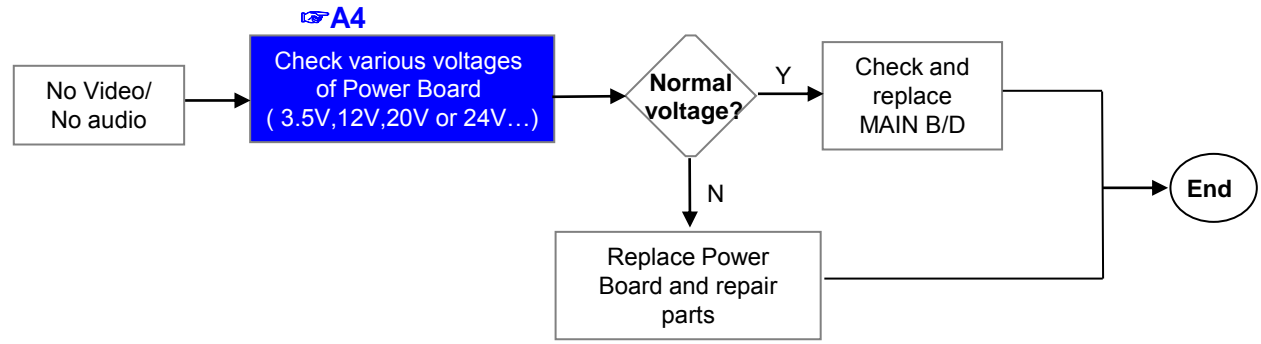 ☞A4
No Video/
No audio
Check various voltages
of Power Board
( 3.5V,12V,20V or 24V…)
Normal
voltage?
Y
Check and
replace
MAIN B/D
N
Replace Power
Board and repair
parts
End